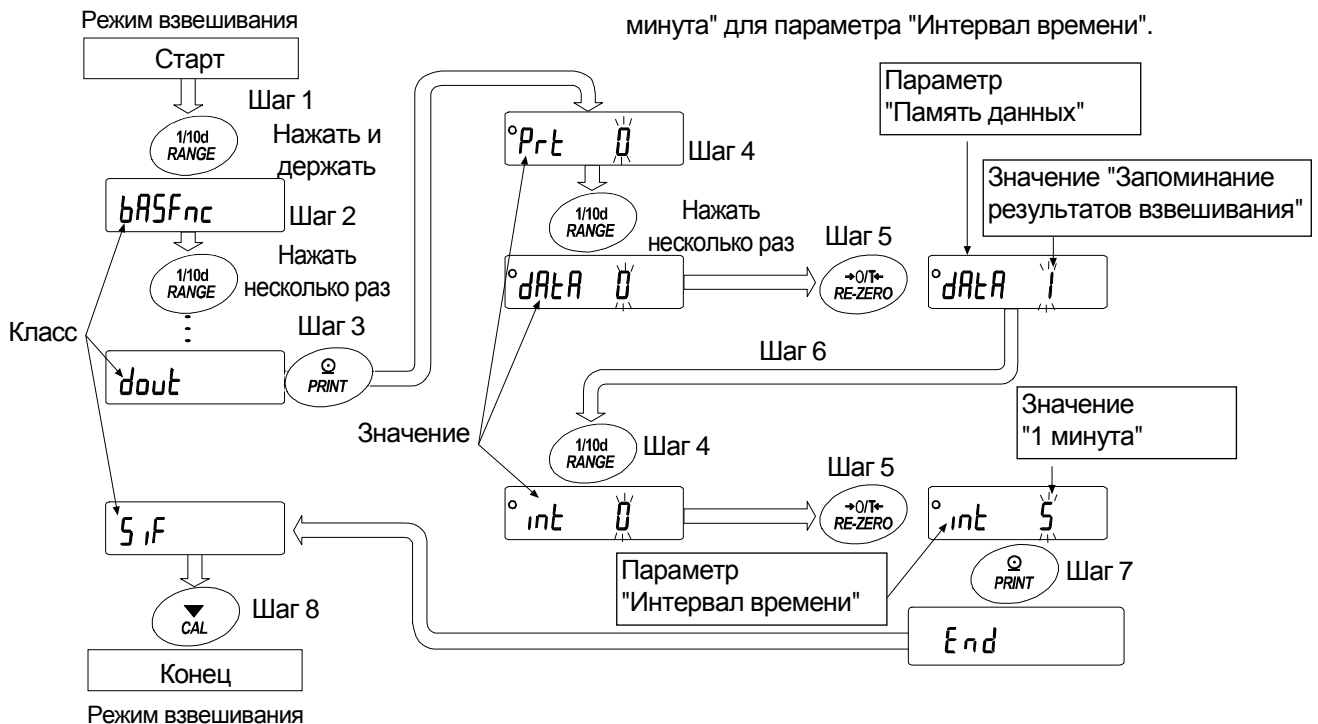 минута" для параметра "Интервал времени".
Режим взвешивания
Старт
Шаг 1
1/10d
RANGE
Нажать и
держать
bASFnc
Шаг 2
1/10d
RANGE
Нажать
несколько раз
Класс
dout
Шаг 3
PRINT
Prt 0
Шаг 4
1/10d
RANGE
Нажать
несколько раз
dAtA 0
Шаг 5
→0/T←
RE-ZERO
Параметр
"Память данных"
Значение "Запоминание
результатов взвешивания"
dAtA 1
Шаг 6
Значение
1/10d
RANGE
Шаг 4
int 0
Шаг 5
→0/T←
RE-ZERO
Значение
"1 минута"
int 5
Параметр
"Интервал времени"
PRINT
Шаг 7
End
SiF
CAL
Шаг 8
Конец
Режим взвешивания